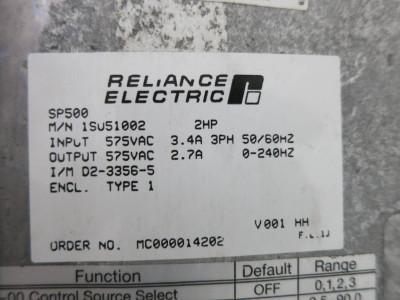 RELIANCE
ELECTRIC
SP500
M/N 1SU51002 2HP
INPUT 575VAC 3.4A 3PH 50/60HZ
OUTPUT 575VAC 2.7A 0-240HZ
I/M D2-3356-5
ENCL. TYPE 1
V001 HH
ORDER NO. MC000014202
Function Default Range
-00 Control Source Select OFF 0,1,2,3